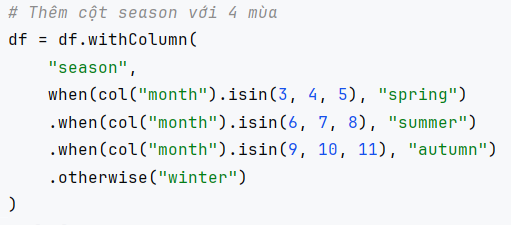 # Thêm cột season với 4 mùa
df = df.withColumn(
    "season",
    when(col("month").isin(3, 4, 5), "spring")
    .when(col("month").isin(6, 7, 8), "summer")
    .when(col("month").isin(9, 10, 11), "autumn")
    .otherwise("winter")
)